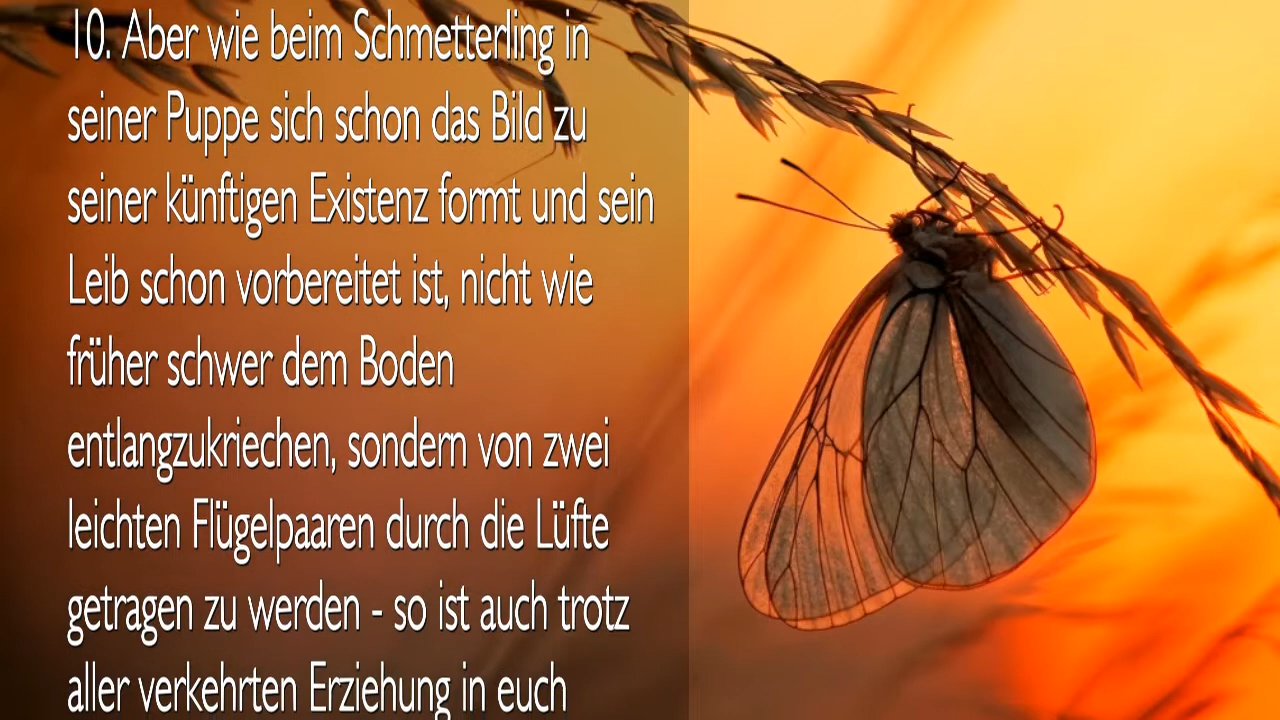 10. Aber wie beim Schmetterling in
seiner Puppe sich schon das Bild zu
seiner künftigen Existenz formt und sein
Leib schon vorbereitet ist, nicht wie
früher schwer dem Boden
entlangzukriechen, sondern von zwei
leichten Flügelpaaren durch die Lüfte
getragen zu werden - so ist auch trotz
aller verkehrten Erziehung in euch